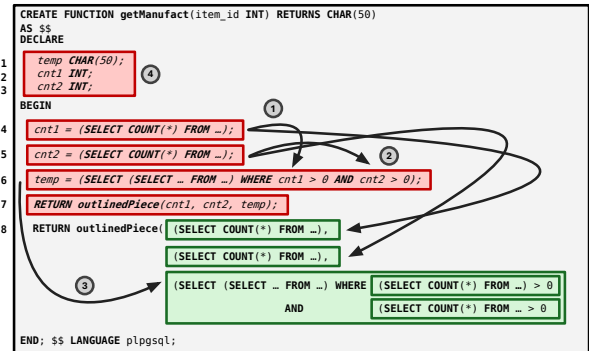 CREATE FUNCTION getManufact(item_id INT) RETURNS CHAR(50)
AS $$
DECLARE
1 temp CHAR(50);
2 cnt1 INT;
3 cnt2 INT;
4
BEGIN
1
4 cnt1 = (SELECT COUNT(*) FROM …);
5 cnt2 = (SELECT COUNT(*) FROM …);
2
6 temp = (SELECT (SELECT … FROM …) WHERE cnt1 > 0 AND cnt2 > 0);
7 RETURN outlinedPiece(cnt1, cnt2, temp);
8 RETURN outlinedPiece( (SELECT COUNT(*) FROM …),
(SELECT COUNT(*) FROM …),
3
(SELECT (SELECT … FROM …) WHERE (SELECT COUNT(*) FROM …) > 0
AND (SELECT COUNT(*) FROM … > 0
END; $$ LANGUAGE plpgsql;